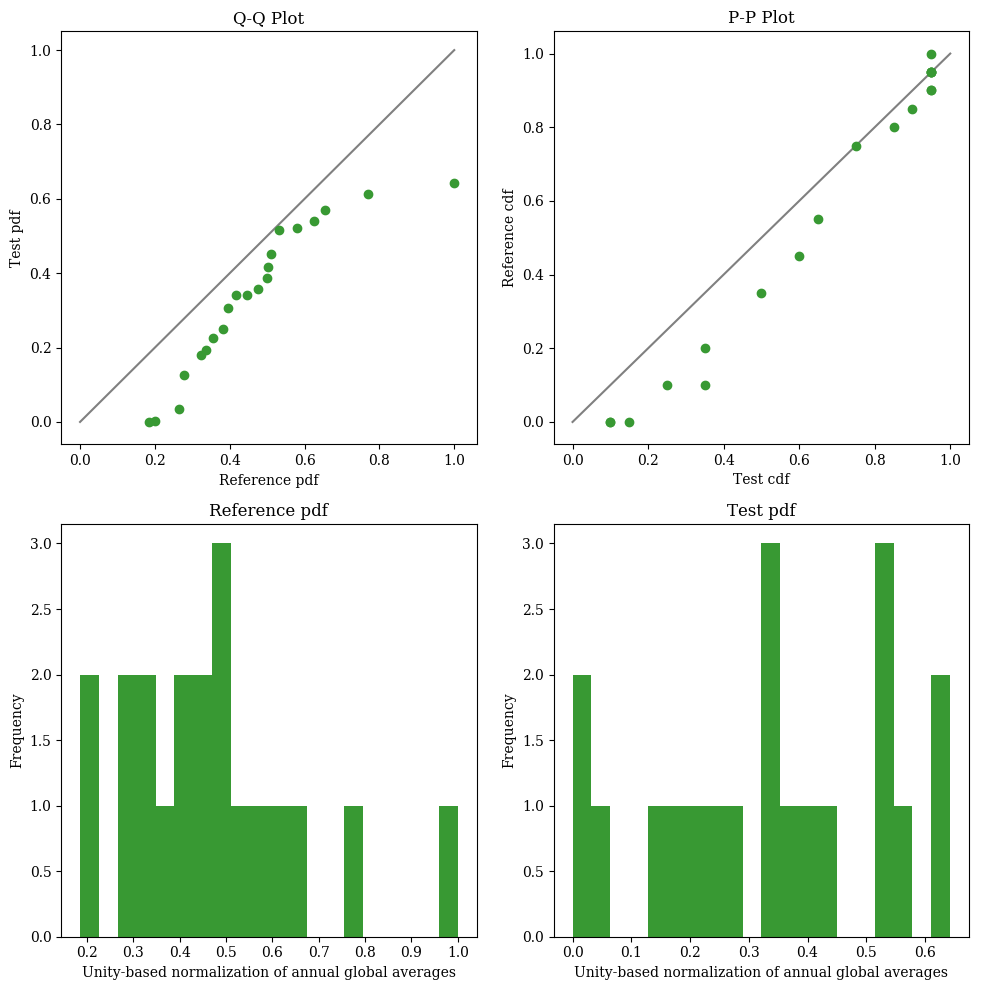 Q-Q Plot
Test pdf
1.0
0.8
0.6
0.4
0.2
0.0
0.0 0.2 0.4 0.6 0.8 1.0
Reference pdf
P-P Plot
Reference cdf
1.0
0.8
0.6
0.4
0.2
0.0
0.0 0.2 0.4 0.6 0.8 1.0
Test cdf
Reference pdf
Frequency
3.0
2.5
2.0
1.5
1.0
0.5
0.0
0.2 0.3 0.4 0.5 0.6 0.7 0.8 0.9 1.0
Unity-based normalization of annual global averages
Test pdf
Frequency
3.0
2.5
2.0
1.5
1.0
0.5
0.0
0.0 0.1 0.2 0.3 0.4 0.5 0.6
Unity-based normalization of annual global averages